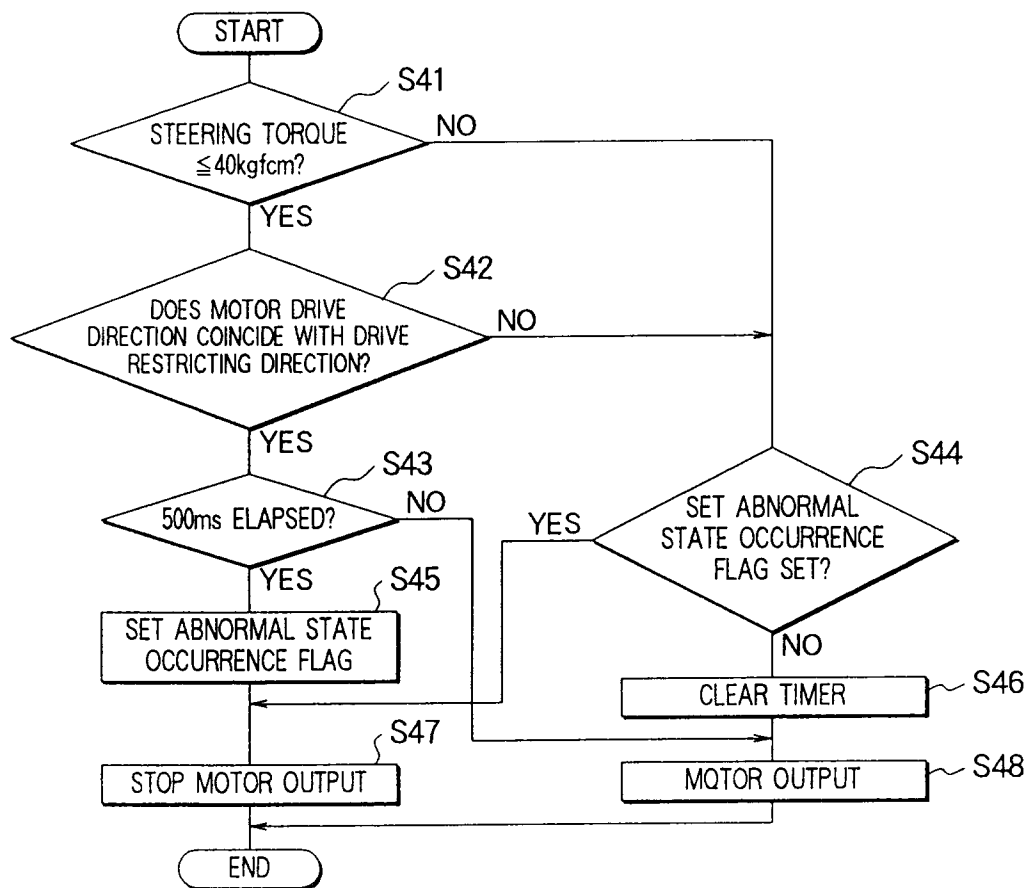 START
S41
STEERING TORQUE
≦40kgfcm?
NO
YES
S42
DOES MOTOR DRIVE
DIRECTION COINCIDE WITH DRIVE
RESTRICTING DIRECTION?
NO
YES
S43
500ms ELAPSED?
NO
YES
S44
SET ABNORMAL
STATE OCCURRENCE
FLAG SET?
YES
NO
S45
SET ABNORMAL STATE
OCCURRENCE FLAG
S46
CLEAR TIMER
S47
STOP MOTOR OUTPUT
S48
MQTOR OUTPUT
END